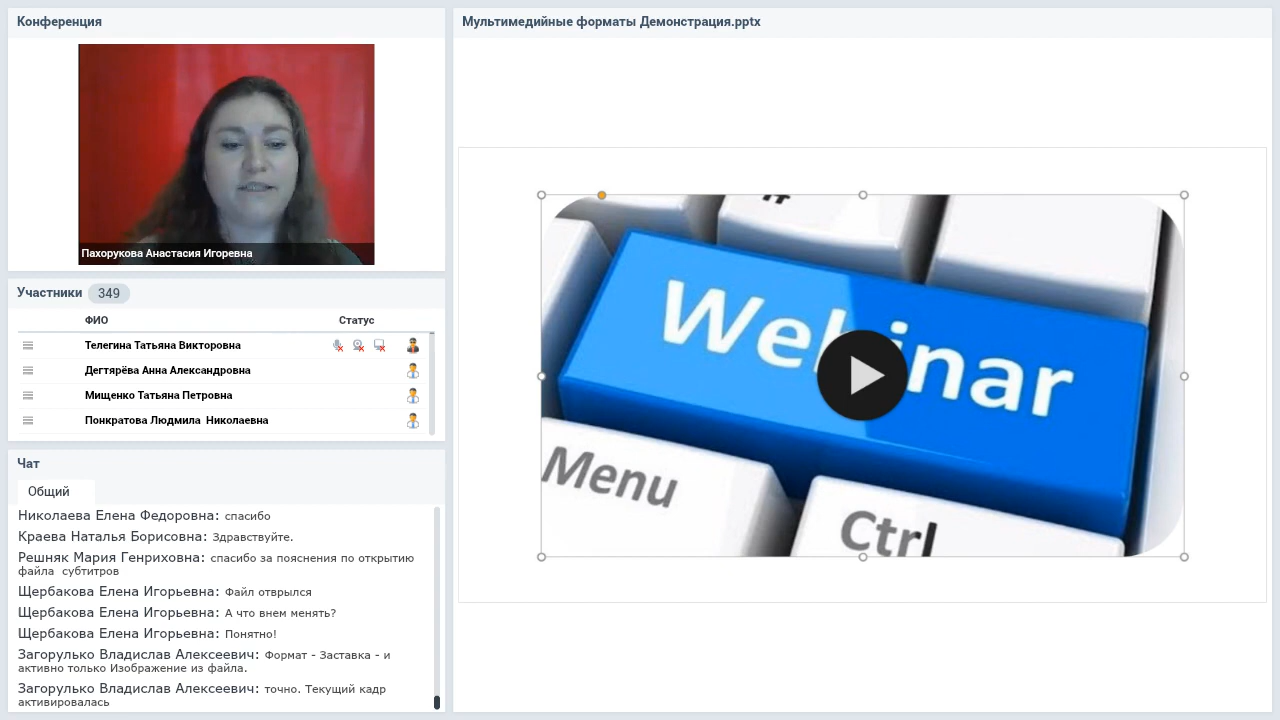 Конференция
Пахорукова Анастасия Игоревна
Участники 349
ФИО Статус
Телегина Татьяна Викторовна
Дегтярёва Анна Александровна
Мищенко Татьяна Петровна
Понкратова Людмила Николаевна
Чат
Общий
Николаева Елена Федоровна: спасибо
Краева Наталья Борисовна: Здравствуйте.
Решняк Мария Генриховна: спасибо за пояснения по открытию
файла субтитров
Щербакова Елена Игорьевна: Файл отврылся
Щербакова Елена Игорьевна: А что внем менять?
Щербакова Елена Игорьевна: Понятно!
Загорулько Владислав Алексеевич: Формат - Заставка - и
активно только Изображение из файла.
Загорулько Владислав Алексеевич: точно. Текущий кадр
активировалась
Мультимедийные форматы Демонстрация.pptx
Webinar
Menu
Ctrl